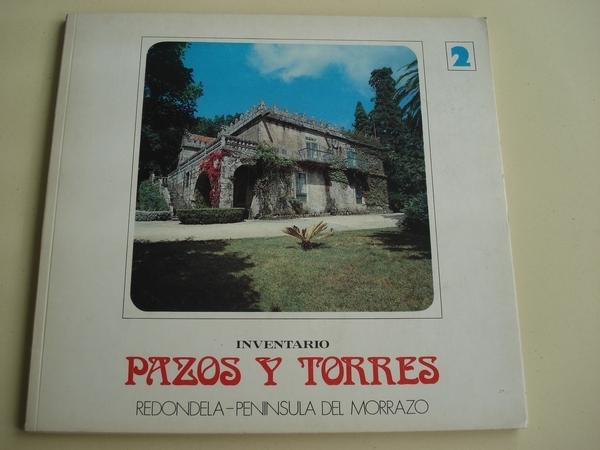 2
INVENTARIO
PAZOS Y TORRES
REDONDELA-PENINSULA DEL MORRAZO